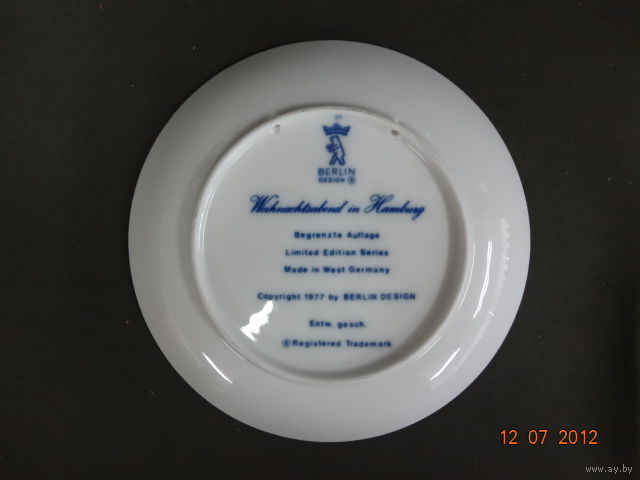 BERLIN
DESIGN ®
Weihnachtsabend in Hamburg
Begrenzte Auflage
Limited Edition Series
Made in West Germany
Copyright 1977 by BERLIN DESIGN
Entw. gesch.
® Registered Trademark
12 07 2012
www.ay.by